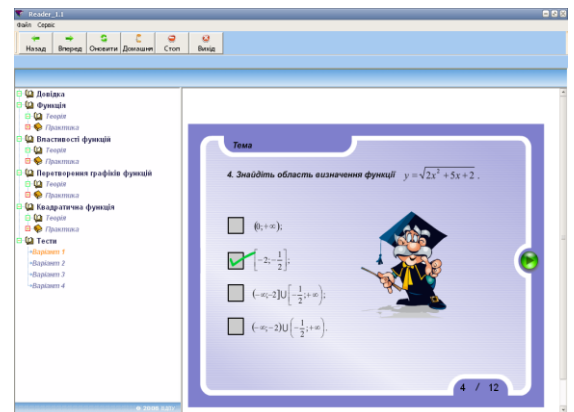 Reader_1.1
Файл Сервіс
Назад Вперед Оновити Домашня Стоп Вихід
Довідка
Функція
Теорія
Практика
Властивості функцій
Теорія
Практика
Перетворення графіків функцій
Теорія
Практика
Квадратична функція
Теорія
Практика
Тести
Варіант 1
Варіант 2
Варіант 3
Варіант 4
Тема
4. Знайдіть область визначення функції y = √(2x² + 5x + 2) .
(0;+∞);
[−2;−1/2];
(−∞;−2]∪[−1/2;+∞);
(−∞;−2)∪(−1/2;+∞).
4 / 12